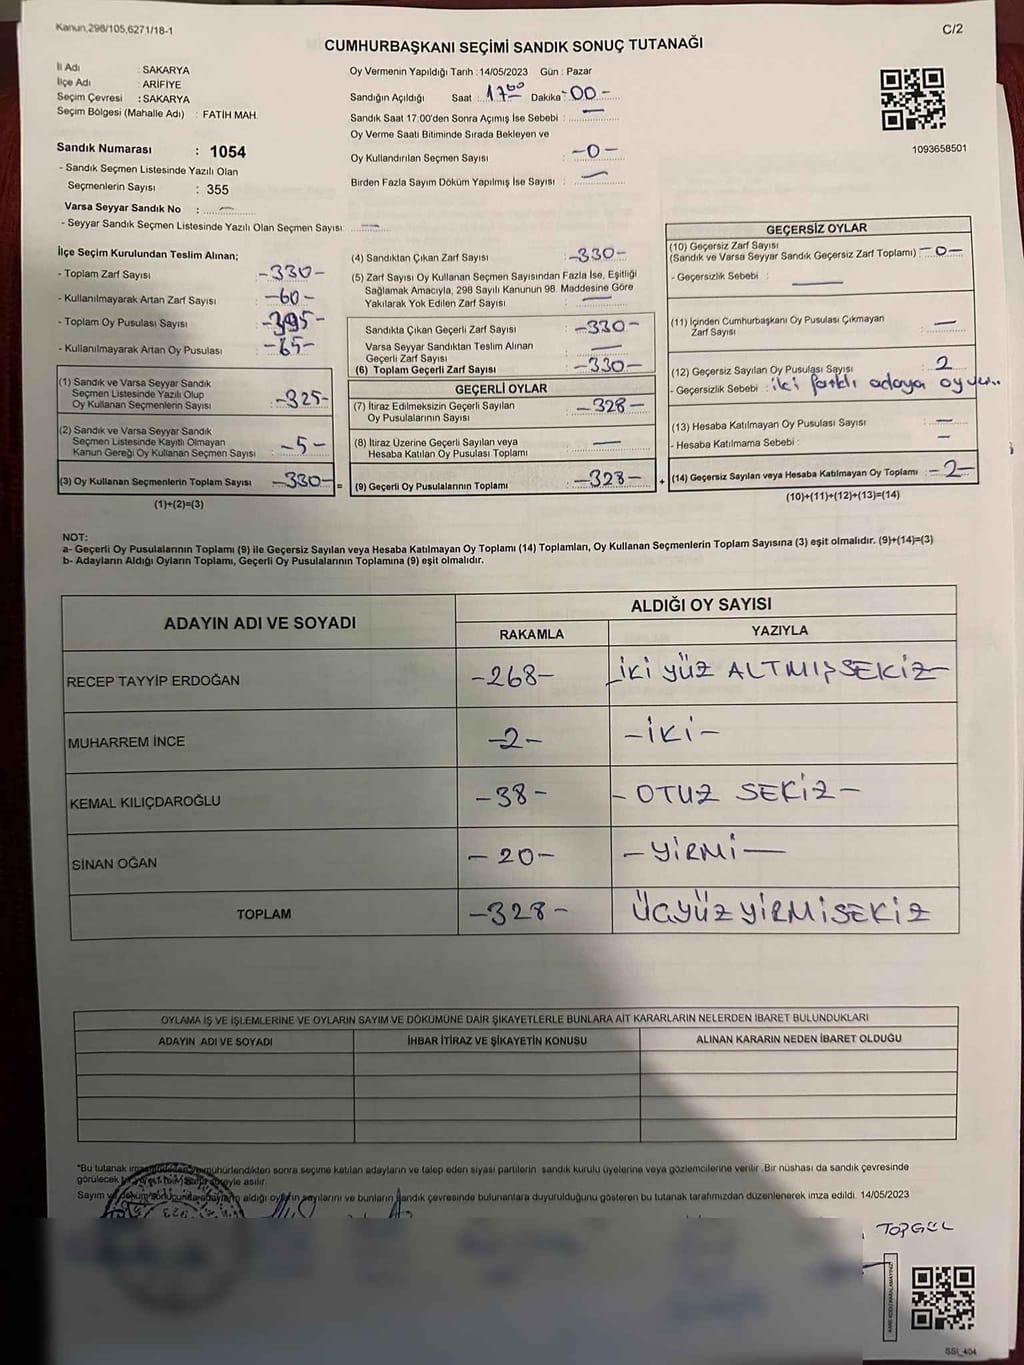 Kanun,298/105,6271/18-1
C/2
CUMHURBAŞKANI SEÇİMİ SANDIK SONUÇ TUTANAĞI
İl Adı : SAKARYA
İlçe Adı : ARİFİYE
Seçim Çevresi : SAKARYA
Seçim Bölgesi (Mahalle Adı) : FATİH MAH.
Sandık Numarası : 1054
- Sandık Seçmen Listesinde Yazılı Olan
Seçmenlerin Sayısı : 355
Varsa Seyyar Sandık No :
- Seyyar Sandık Seçmen Listesinde Yazılı Olan Seçmen Sayısı:
Oy Vermenin Yapıldığı Tarih :14/05/2023 Gün : Pazar
Sandığın Açıldığı Saat : 17:00 Dakika -00-
Sandık Saat 17:00'den Sonra Açımış İse Sebebi :
Oy Verme Saati Bitiminde Sırada Bekleyen ve
Oy Kullandırılan Seçmen Sayısı : -0-
Birden Fazla Sayım Döküm Yapılmış İse Sayısı :
1093658501
İlçe Seçim Kurulundan Teslim Alınan;
- Toplam Zarf Sayısı : -330-
- Kullanılmayarak Artan Zarf Sayısı : -60-
- Toplam Oy Pusulası Sayısı : -395-
- Kullanılmayarak Artan Oy Pusulası : -65-
(1) Sandık ve Varsa Seyyar Sandık
Seçmen Listesinde Yazılı Olup
Oy Kullanan Seçmenlerin Sayısı : -325-
(2) Sandık ve Varsa Seyyar Sandık
Seçmen Listesinde Kayıtlı Olmayan
Kanun Gereği Oy Kullanan Seçmen Sayısı : -5-
(3) Oy Kullanan Seçmenlerin Toplam Sayısı -330- =
(1)+(2)=(3)
(4) Sandıktan Çıkan Zarf Sayısı : -330-
(5) Zarf Sayısı Oy Kullanan Seçmen Sayısından Fazla İse, Eşitliği
Sağlamak Amacıyla, 298 Sayılı Kanunun 98. Maddesine Göre
Yakılarak Yok Edilen Zarf Sayısı :
Sandıkta Çıkan Geçerli Zarf Sayısı : -330-
Varsa Seyyar Sandıktan Teslim Alınan
Geçerli Zarf Sayısı :
(6) Toplam Geçerli Zarf Sayısı : -330-
GEÇERLİ OYLAR
(7) İtiraz Edilmeksizin Geçerli Sayılan
Oy Pusulalarının Sayısı : -328-
(8) İtiraz Üzerine Geçerli Sayılan veya
Hesaba Katılan Oy Pusulası Toplamı :
(9) Geçerli Oy Pusulalarının Toplamı : -328- +
GEÇERSİZ OYLAR
(10) Geçersiz Zarf Sayısı
(Sandık ve Varsa Seyyar Sandık Geçersiz Zarf Toplamı) : -0-
- Geçersizlik Sebebi :
(11) İçinden Cumhurbaşkanı Oy Pusulası Çıkmayan
Zarf Sayısı :
(12) Geçersiz Sayılan Oy Pusulası Sayısı : 2
- Geçersizlik Sebebi : iki farklı adaya oy
(13) Hesaba Katılmayan Oy Pusulası Sayısı :
- Hesaba Katılmama Sebebi :
(14) Geçersiz Sayılan veya Hesaba Katılmayan Oy Toplamı : -2-
(10)+(11)+(12)+(13)=(14)
NOT:
a- Geçerli Oy Pusulalarının Toplamı (9) ile Geçersiz Sayılan veya Hesaba Katılmayan Oy Toplamı (14) Toplamları, Oy Kullanan Seçmenlerin Toplam Sayısına (3) eşit olmalıdır. (9)+(14)=(3)
b- Adayların Aldığı Oyların Toplamı, Geçerli Oy Pusulalarının Toplamına (9) eşit olmalıdır.
ADAYIN ADI VE SOYADI
ALDIĞI OY SAYISI
RAKAMLA YAZIYLA
RECEP TAYYİP ERDOĞAN -268- -İKİ YÜZ ALTMIŞSEKİZ-
MUHARREM İNCE -2- -İKİ-
KEMAL KILIÇDAROĞLU -38- -OTUZ SEKİZ-
SİNAN OĞAN -20- -YİRMİ-
TOPLAM -328- ÜÇYÜZYİRMİSEKİZ
OYLAMA İŞ VE İŞLEMLERİNE VE OYLARIN SAYIM VE DÖKÜMÜNE DAİR ŞİKAYETLERLE BUNLARA AİT KARARLARIN NELERDEN İBARET BULUNDUKLARI
ADAYIN ADI VE SOYADI İHBAR İTİRAZ VE ŞİKAYETİN KONUSU ALINAN KARARIN NEDEN İBARET OLDUĞU
*Bu tutanak mühürlendikten sonra seçime katılan adayların ve talep eden siyasi partilerin sandık kurulu üyelerine veya gözlemcilerine verilir. Bir nüshası da sandık çevresinde
görülecek asılır.
Sayım aldığı oyların sayılarını ve bunların sandık çevresinde bulunanlara duyurulduğunu gösteren bu tutanak tarafımızdan düzenlenerek imza edildi. 14/05/2023
TOPGÜL
SSİ_404